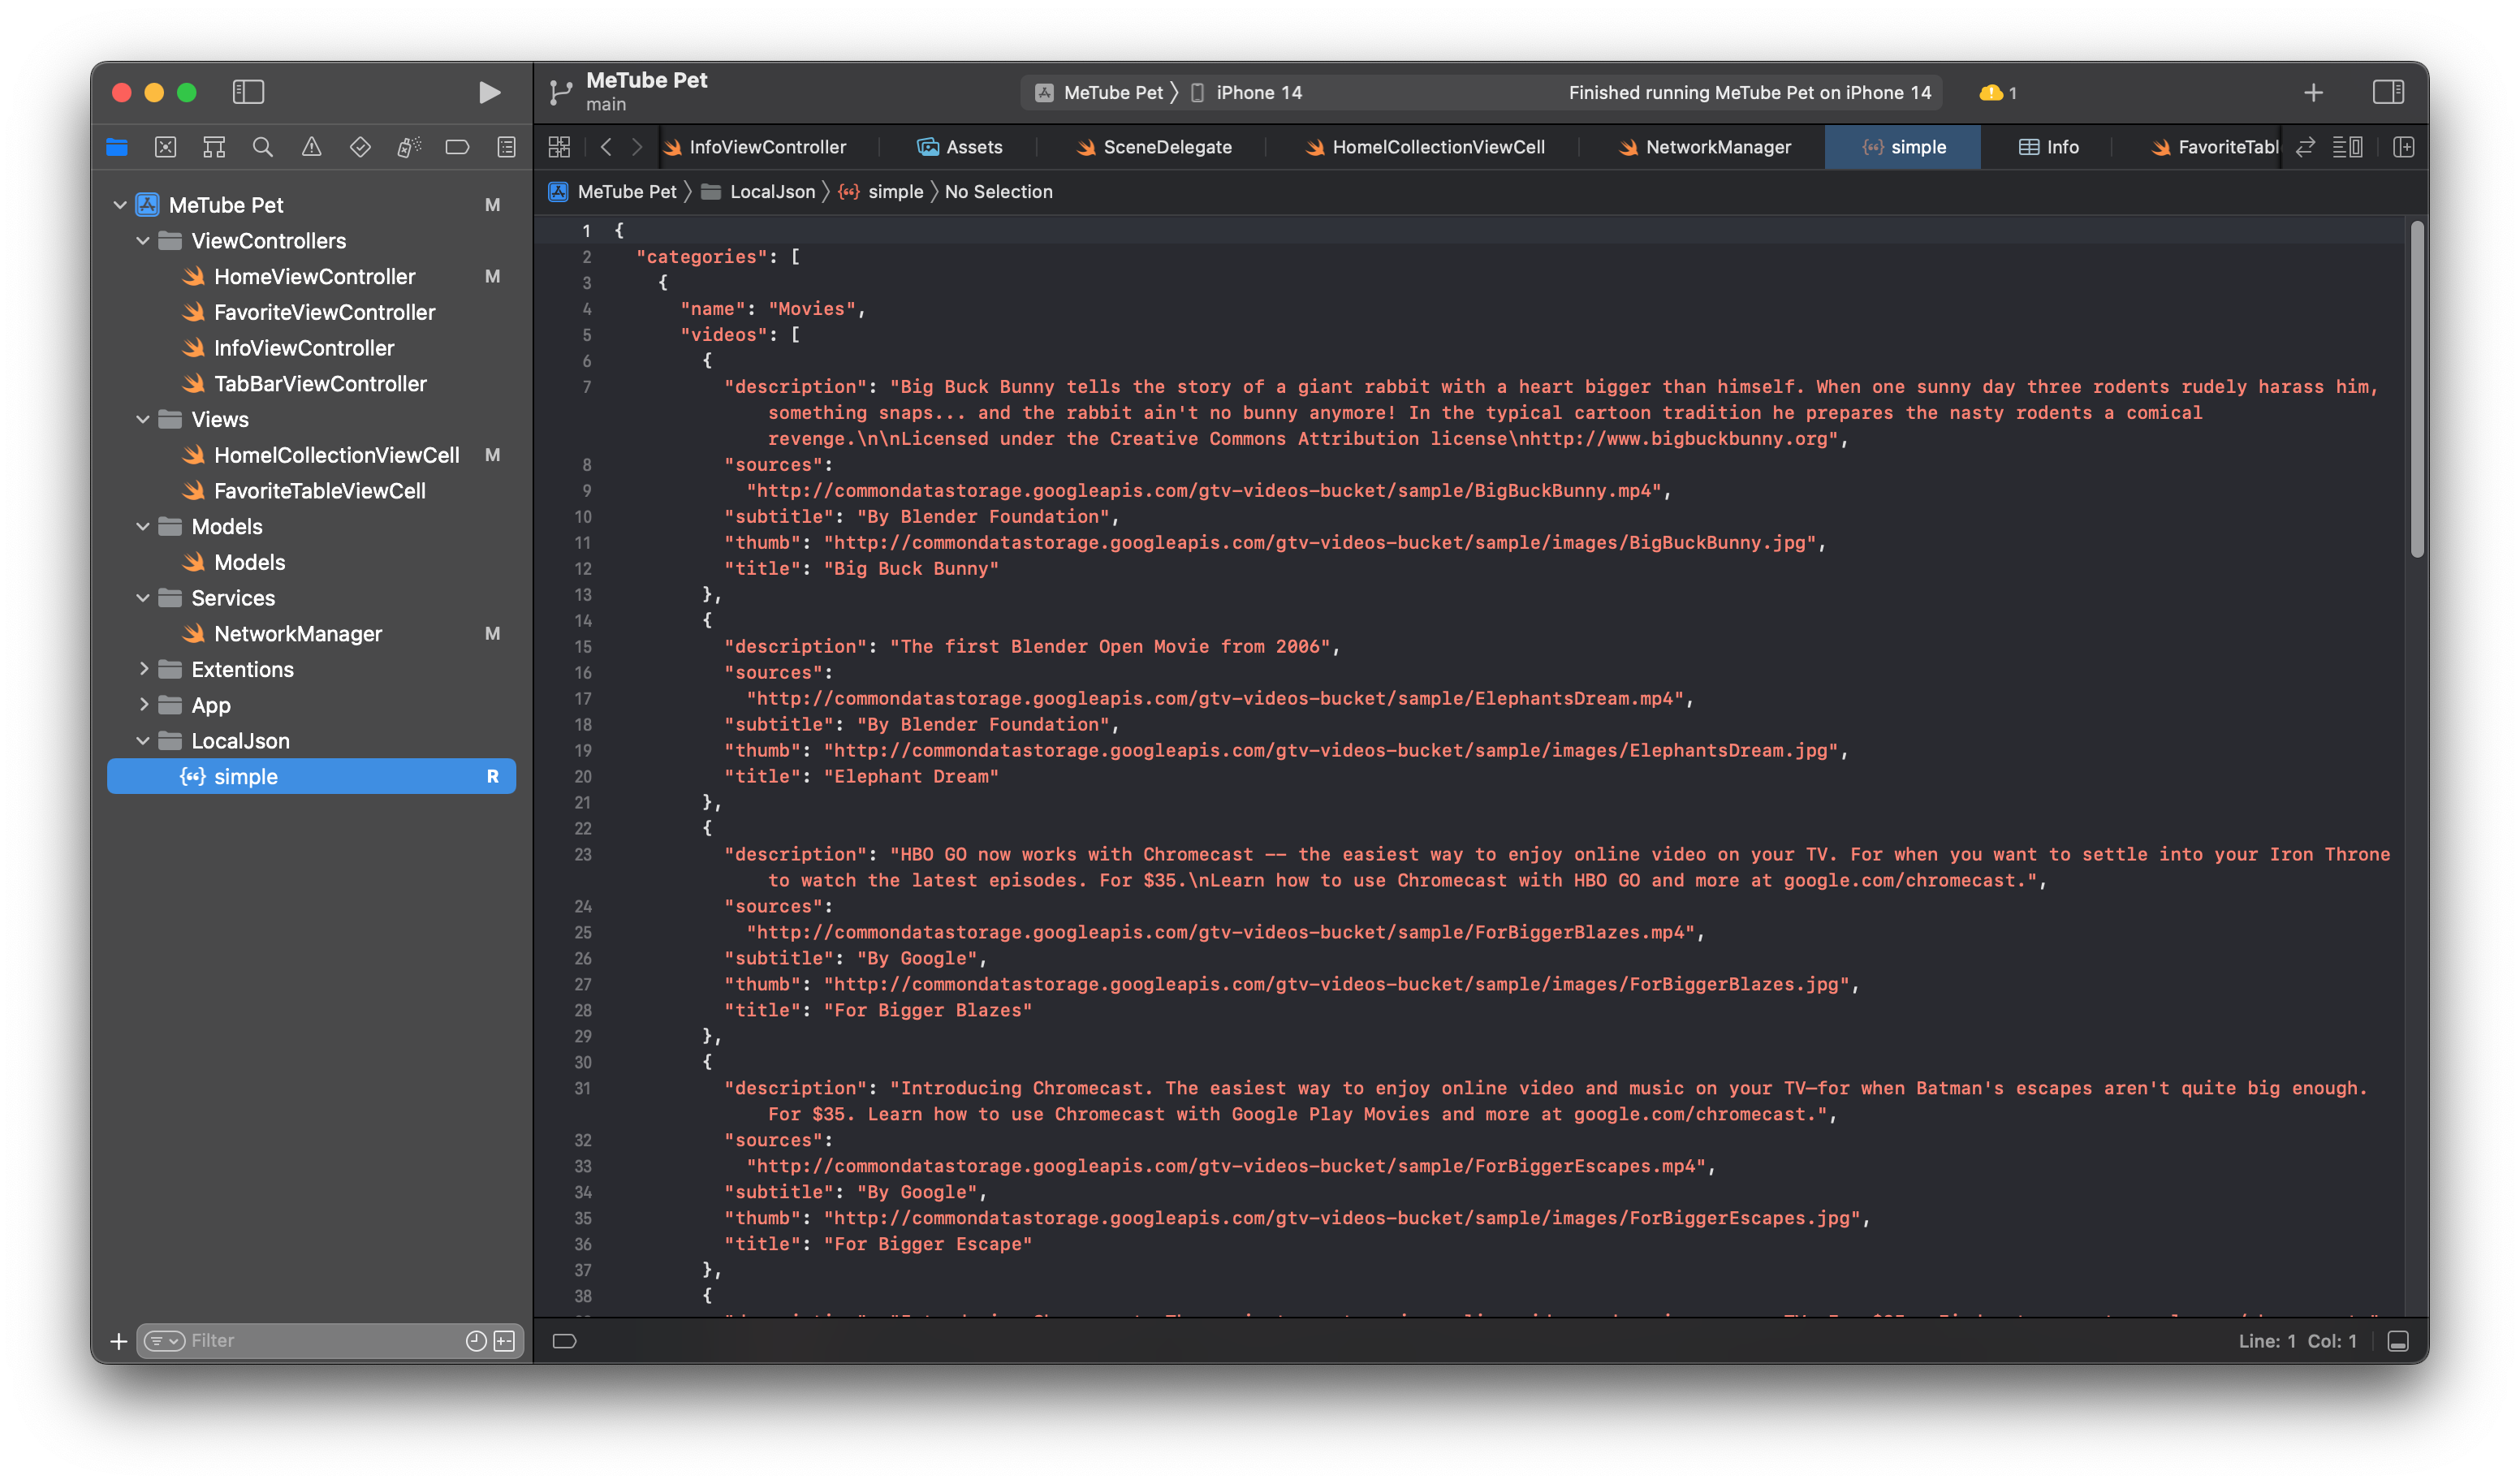 MeTube Pet
main
MeTube Pet
iPhone 14
Finished running MeTube Pet on iPhone 14
1
InfoViewController
Assets
SceneDelegate
HomelCollectionViewCell
NetworkManager
simple
Info
FavoriteTabl
MeTube Pet
LocalJson
simple
No Selection
MeTube Pet M
ViewControllers
HomeViewController M
FavoriteViewController
InfoViewController
TabBarViewController
Views
HomelCollectionViewCell M
FavoriteTableViewCell
Models
Models
Services
NetworkManager M
Extentions
App
LocalJson
simple R
Filter
1 {
2 "categories": [
3 {
4 "name": "Movies",
5 "videos": [
6 {
7 "description": "Big Buck Bunny tells the story of a giant rabbit with a heart bigger than himself. When one sunny day three rodents rudely harass him,
something snaps... and the rabbit ain't no bunny anymore! In the typical cartoon tradition he prepares the nasty rodents a comical
revenge.\n\nLicensed under the Creative Commons Attribution license\nhttp://www.bigbuckbunny.org",
8 "sources":
9 "http://commondatastorage.googleapis.com/gtv-videos-bucket/sample/BigBuckBunny.mp4",
10 "subtitle": "By Blender Foundation",
11 "thumb": "http://commondatastorage.googleapis.com/gtv-videos-bucket/sample/images/BigBuckBunny.jpg",
12 "title": "Big Buck Bunny"
13 },
14 {
15 "description": "The first Blender Open Movie from 2006",
16 "sources":
17 "http://commondatastorage.googleapis.com/gtv-videos-bucket/sample/ElephantsDream.mp4",
18 "subtitle": "By Blender Foundation",
19 "thumb": "http://commondatastorage.googleapis.com/gtv-videos-bucket/sample/images/ElephantsDream.jpg",
20 "title": "Elephant Dream"
21 },
22 {
23 "description": "HBO GO now works with Chromecast -- the easiest way to enjoy online video on your TV. For when you want to settle into your Iron Throne
to watch the latest episodes. For $35.\nLearn how to use Chromecast with HBO GO and more at google.com/chromecast.",
24 "sources":
25 "http://commondatastorage.googleapis.com/gtv-videos-bucket/sample/ForBiggerBlazes.mp4",
26 "subtitle": "By Google",
27 "thumb": "http://commondatastorage.googleapis.com/gtv-videos-bucket/sample/images/ForBiggerBlazes.jpg",
28 "title": "For Bigger Blazes"
29 },
30 {
31 "description": "Introducing Chromecast. The easiest way to enjoy online video and music on your TV—for when Batman's escapes aren't quite big enough.
For $35. Learn how to use Chromecast with Google Play Movies and more at google.com/chromecast.",
32 "sources":
33 "http://commondatastorage.googleapis.com/gtv-videos-bucket/sample/ForBiggerEscapes.mp4",
34 "subtitle": "By Google",
35 "thumb": "http://commondatastorage.googleapis.com/gtv-videos-bucket/sample/images/ForBiggerEscapes.jpg",
36 "title": "For Bigger Escape"
37 },
38 {
Line: 1 Col: 1